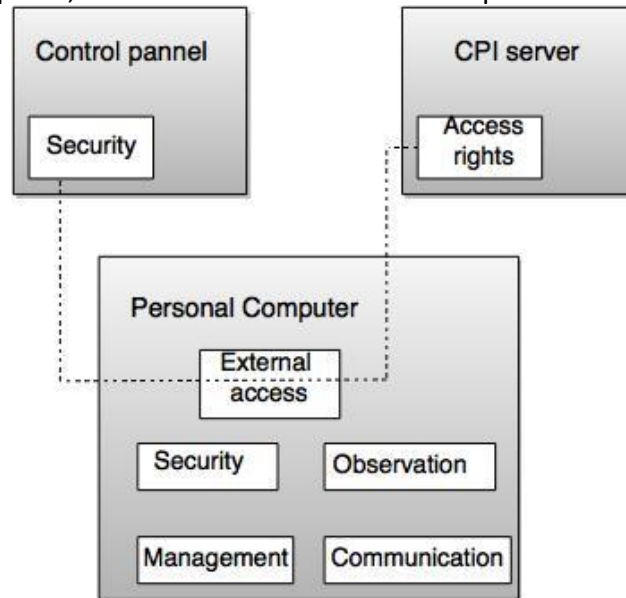 Control pannel
CPI server
Security
Access
rights
Personal Computer
External
access
Security
Observation
Management
Communication